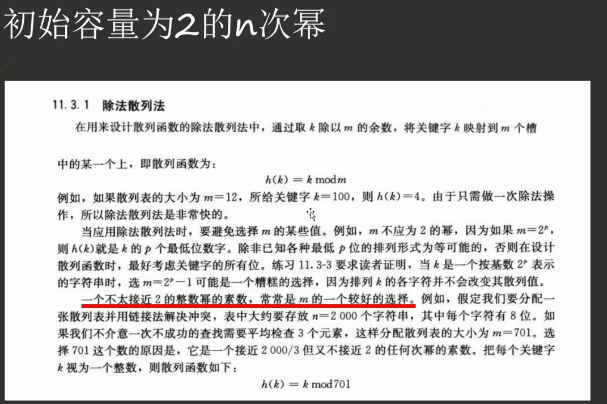 初始容量为2的n次幂
11.3.1 除法散列法
在用来设计散列函数的除法散列法中，通过取 k 除以 m 的余数，将关键字 k 映射到 m 个槽
中的某一个上，即散列函数为：
h(k) = k mod m
例如，如果散列表的大小为 m=12，所给关键字 k=100，则 h(k)=4。由于只需做一次除法操
作，所以除法散列法是非常快的。
当应用除法散列法时，要避免选择 m 的某些值。例如，m 不应为 2 的幂，因为如果 m=2ᵖ，
则 h(k)就是 k 的 p 个最低位数字。除非已知各种最低 p 位的排列形式为等可能的，否则在设计
散列函数时，最好考虑关键字的所有位。练习 11.3-3 要求读者证明，当 k 是一个按基数 2ᵖ 表示
的字符串时，选 m=2ᵖ-1 可能是一个糟糕的选择，因为排列 k 的各字符并不会改变其散列值。
一个不太接近 2 的整数幂的素数，常常是 m 的一个较好的选择。例如，假定我们要分配一
张散列表并用链接法解决冲突，表中大约要存放 n=2 000 个字符串，其中每个字符有 8 位。如
果我们不介意一次不成功的查找需要平均检查 3 个元素，这样分配散列表的大小为 m=701。选
择 701 这个数的原因是，它是一个接近 2 000/3 但又不接近 2 的任何次幂的素数。把每个关键字
k 视为一个整数，则散列函数如下：
h(k) = k mod 701